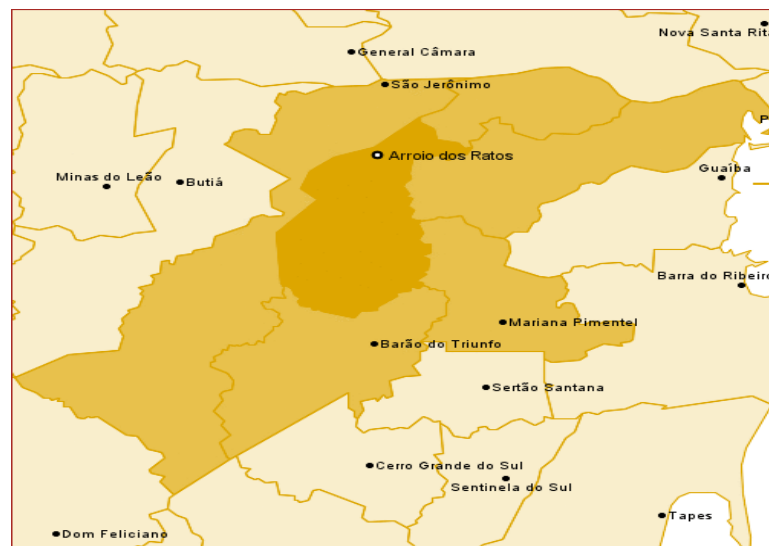 Nova Santa Rita
General Câmara
São Jerônimo
P
Arroio dos Ratos
Guaíba
Minas do Leão
Butiá
Barra do Ribeiro
Mariana Pimentel
Barão do Triunfo
Sertão Santana
Cerro Grande do Sul
Sentinela do Sul
Tapes
Dom Feliciano